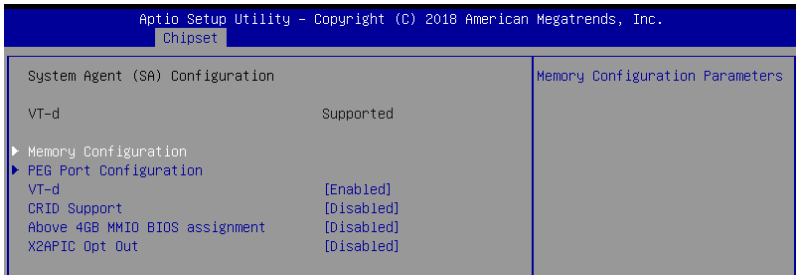 Aptio Setup Utility – Copyright (C) 2018 American Megatrends, Inc.
Chipset
System Agent (SA) Configuration
Memory Configuration Parameters
VT-d Supported
Memory Configuration
PEG Port Configuration
VT-d [Enabled]
CRID Support [Disabled]
Above 4GB MMIO BIOS assignment [Disabled]
X2APIC Opt Out [Disabled]